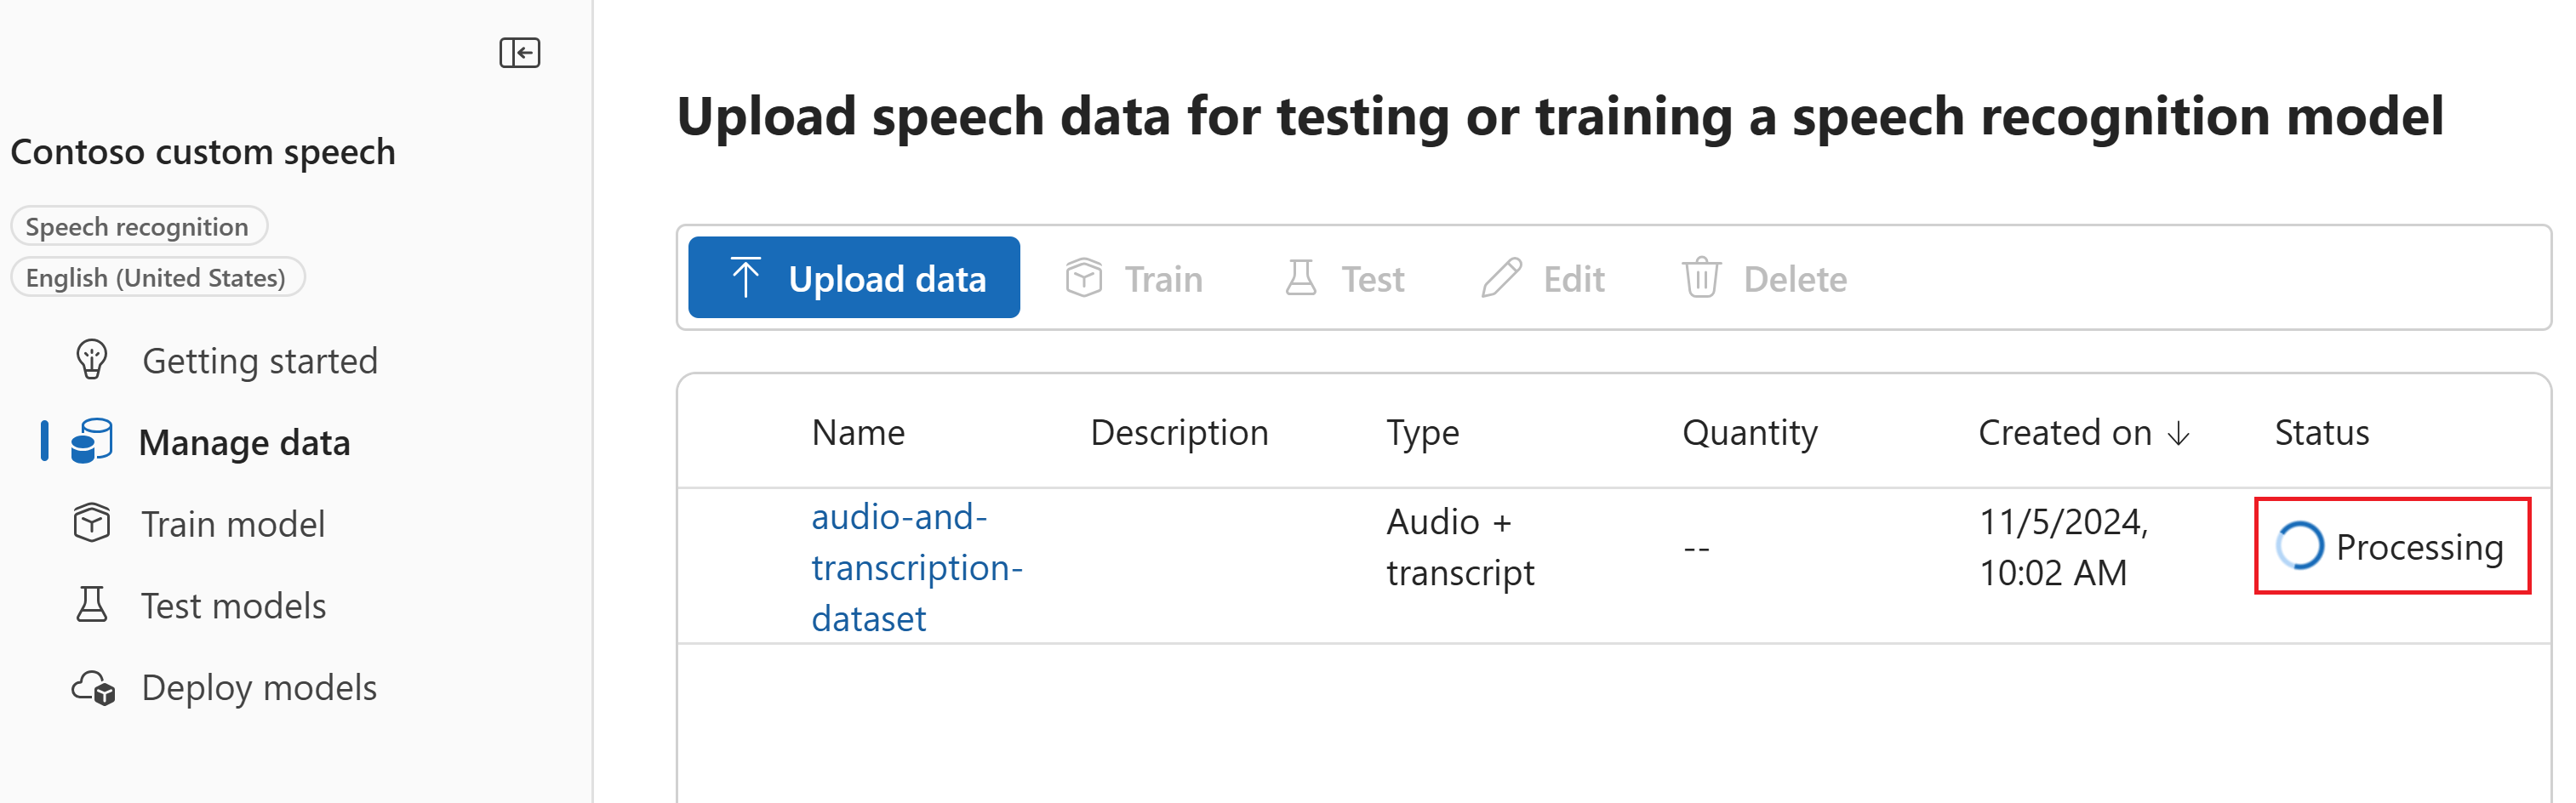 Contoso custom speech
Speech recognition
English (United States)
Getting started
Manage data
Train model
Test models
Deploy models
Upload speech data for testing or training a speech recognition model
Upload data Train Test Edit Delete
Name Description Type Quantity Created on ↓ Status
audio-and-
transcription-
dataset
Audio +
transcript
--
11/5/2024,
10:02 AM
Processing